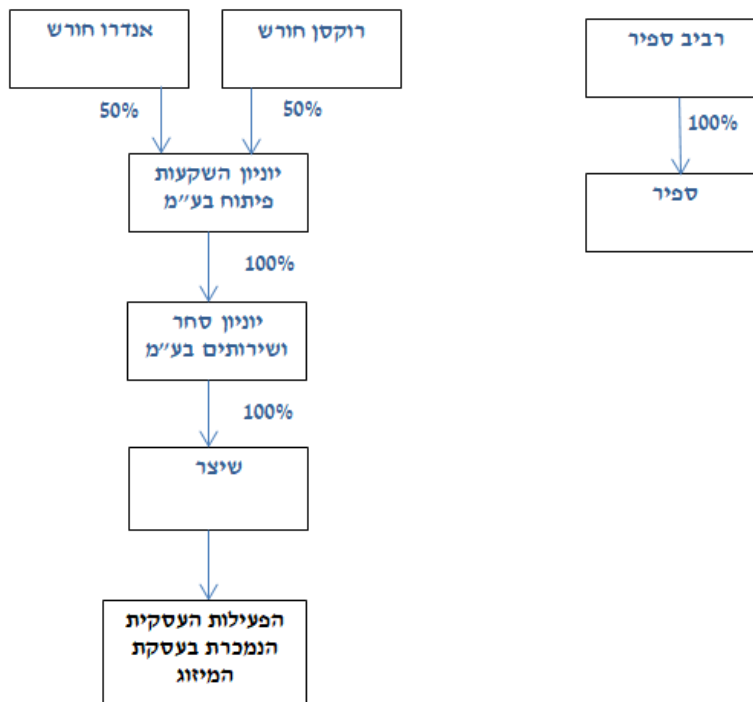 אנדרו חורש
רוקסן חורש
רביב ספיר
50%
50%
100%
יוניון השקעות
פיתוח בע"מ
ספיר
100%
יוניון סחר
ושירותים בע"מ
100%
שיצר
הפעילות העסקית
הנמכרת בעסקת
המיזוג